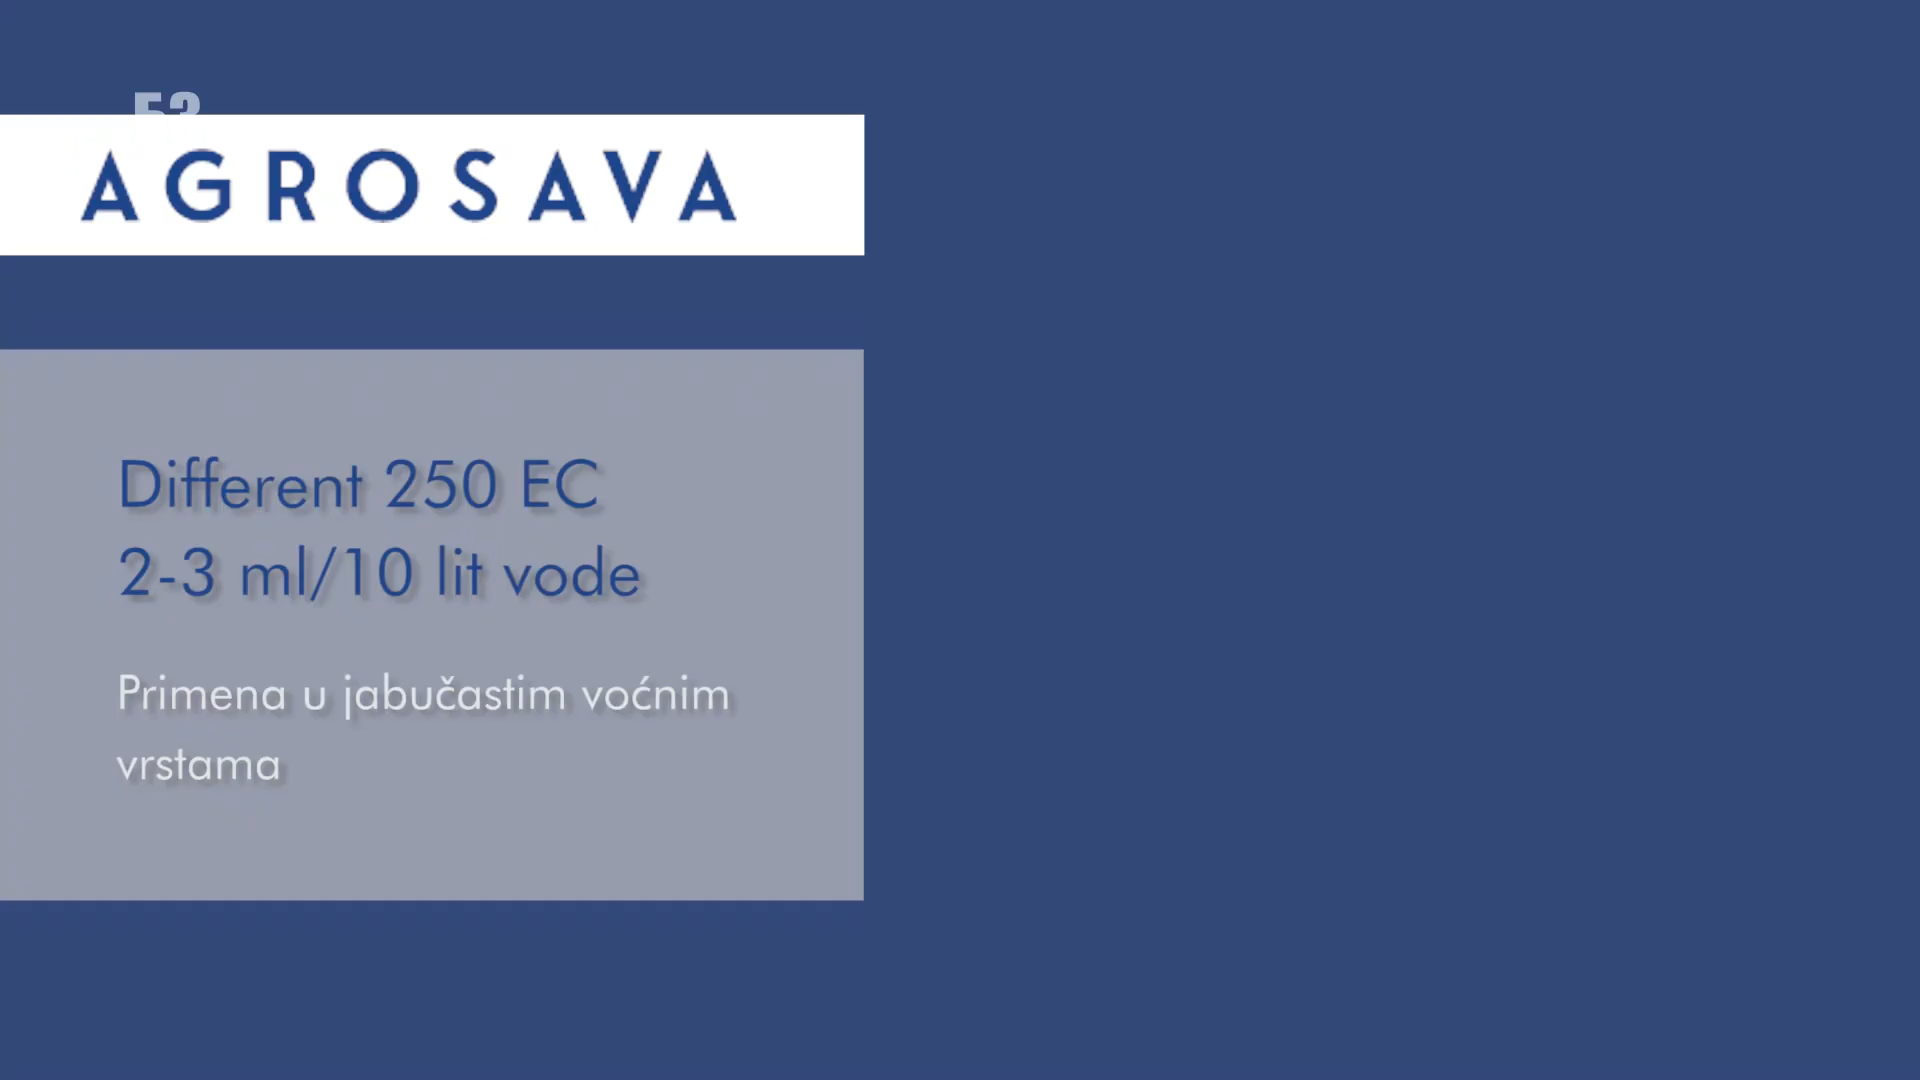 AGROSAVA
Different 250 EC
2-3 ml/10 lit vode
Primena u jabučastim voćnim
vrstama